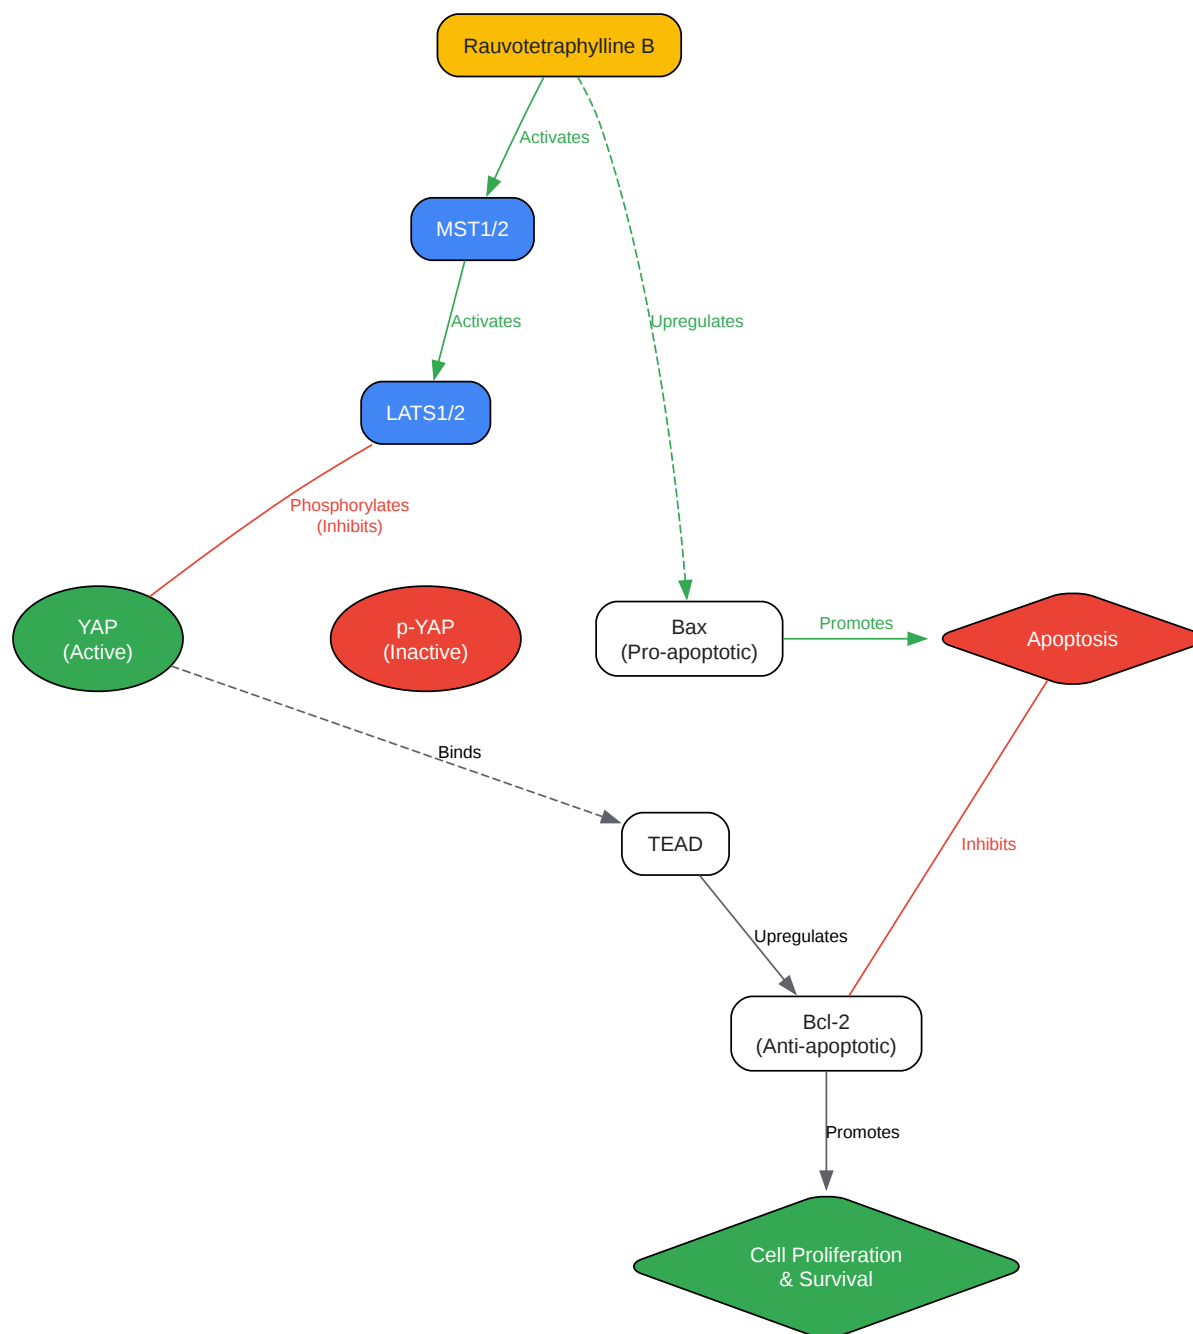 Rauvotetraphylline B
Activates
MST1/2
Activates
Upregulates
LATS1/2
Phosphorylates
(Inhibits)
YAP
(Active)
p-YAP
(Inactive)
Bax
(Pro-apoptotic)
Promotes
Apoptosis
Binds
TEAD
Inhibits
Upregulates
Bcl-2
(Anti-apoptotic)
Promotes
Cell Proliferation
& Survival